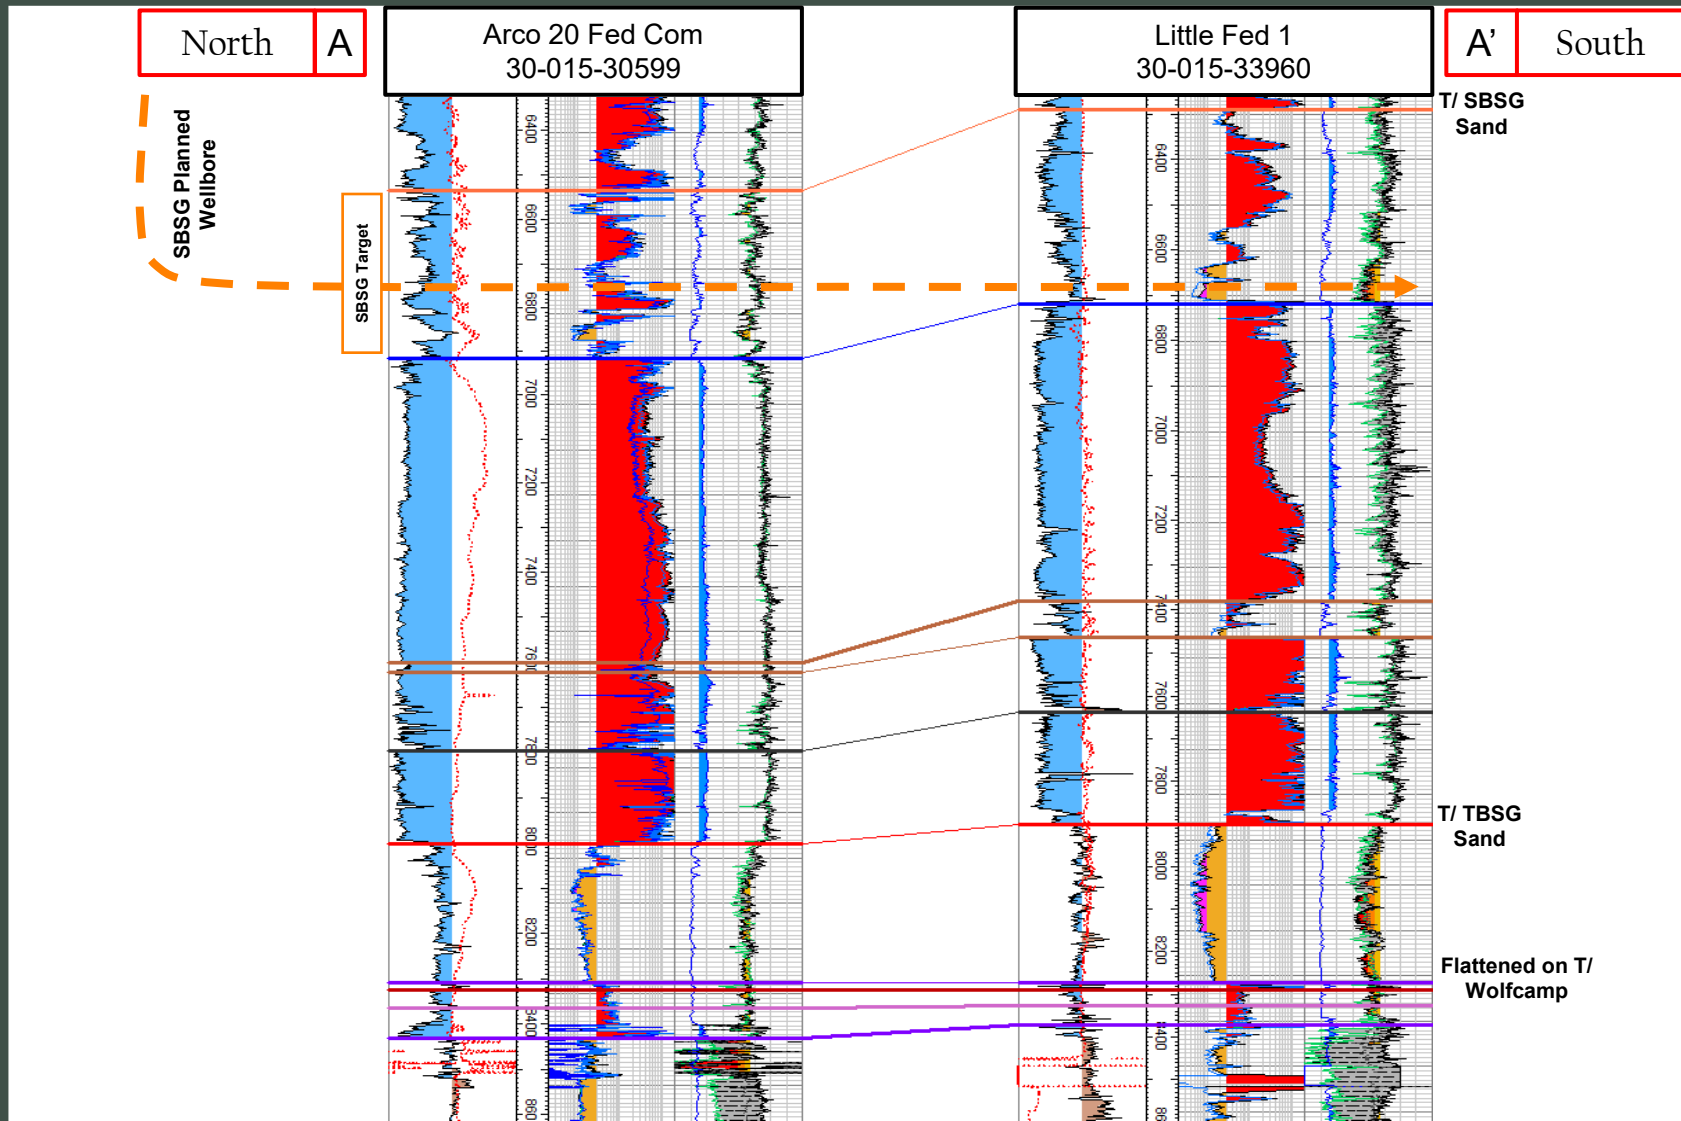 North A
Arco 20 Fed Com
30-015-30599
Little Fed 1
30-015-33960
A' South
T/ SBSG
Sand
SBSG Planned
Wellbore
SBSG Target
6400
6600
6800
7000
7200
7400
7600
7800
8000
8200
8400
860
6400
6600
6800
7000
7200
7400
7600
7800
8000
8200
8400
86
T/ TBSG
Sand
Flattened on T/
Wolfcamp